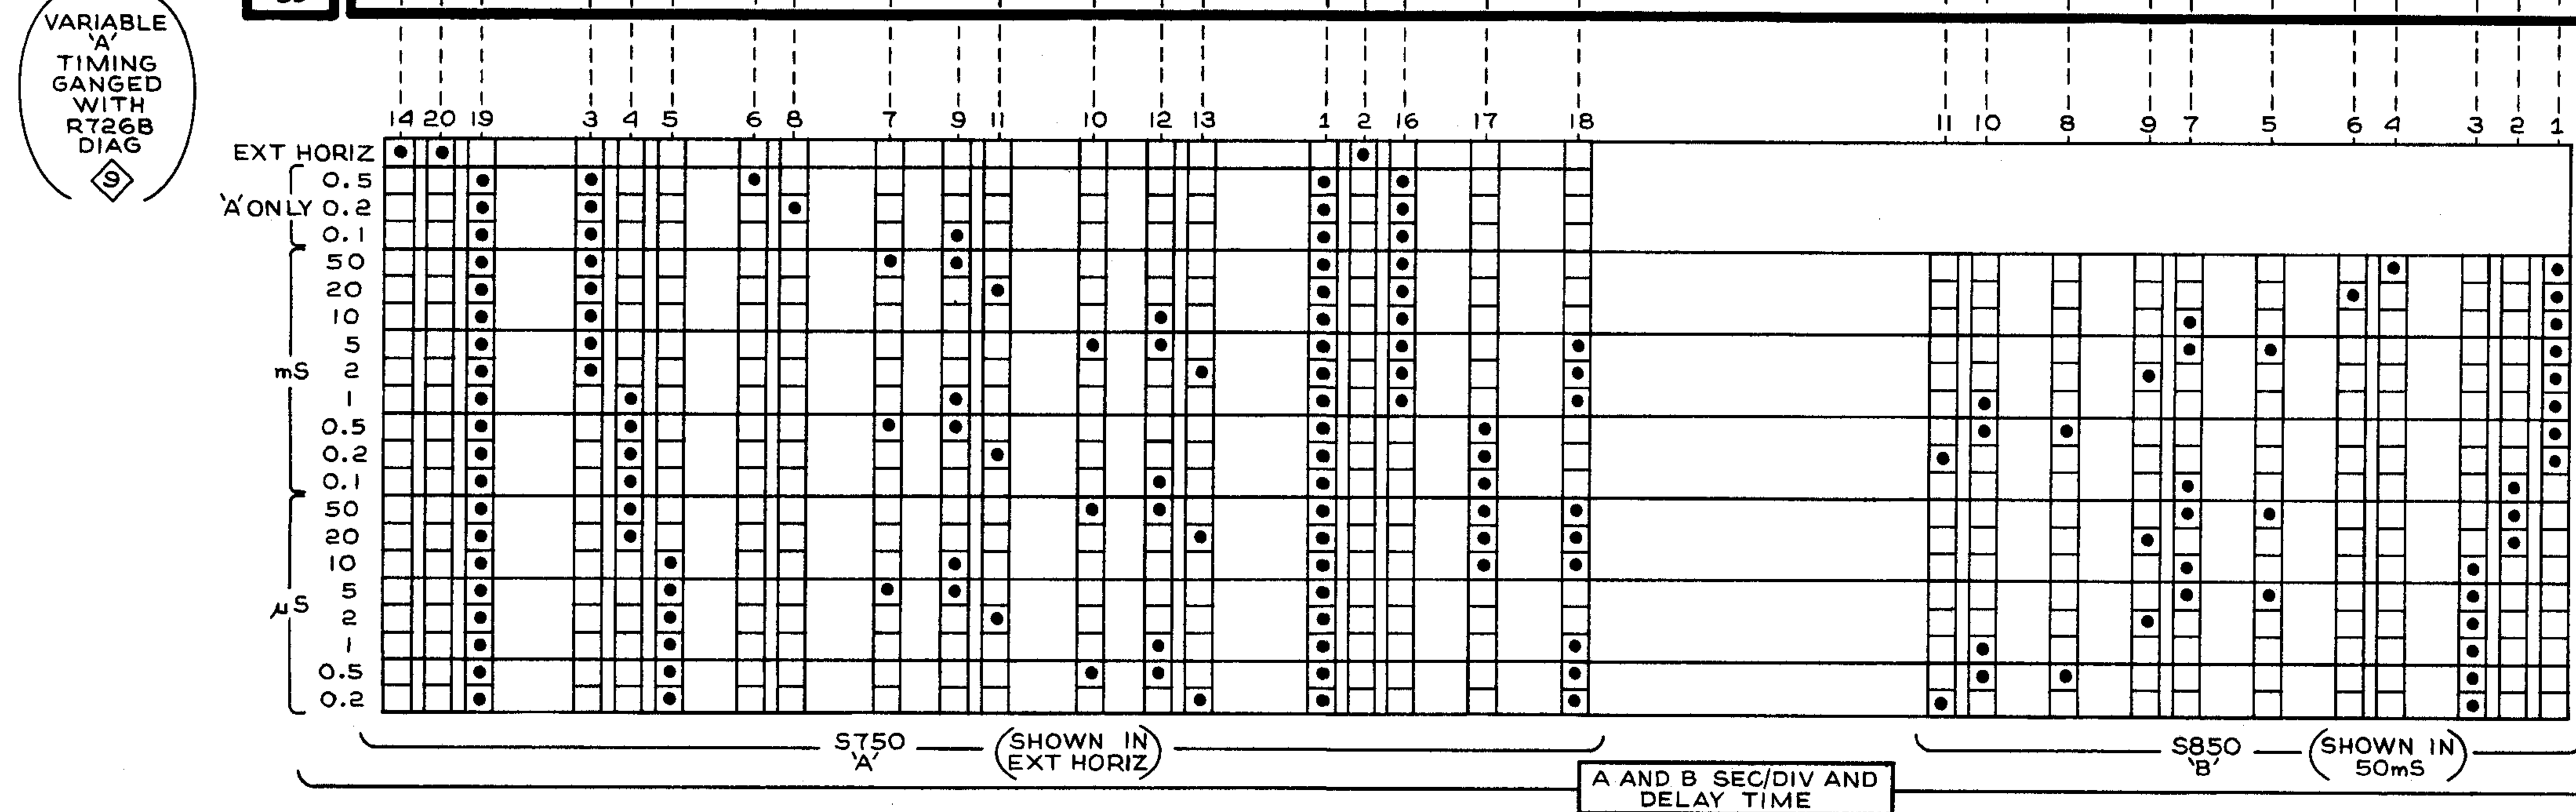 VARIABLE
'A'
TIMING
GANGED
WITH
R726B
DIAG
9
14 20 19 3 4 5 6 8 7 9 11 10 12 13 1 2 16 17 18 11 10 8 9 7 5 6 4 3 2 1
EXT HORIZ
0.5
'A' ONLY 0.2
0.1
50
20
10
5
mS 2
1
0.5
0.2
0.1
50
20
10
5
µS 2
1
0.5
0.2
S750
'A'
(SHOWN IN
EXT HORIZ)
S850
'B'
(SHOWN IN
50mS)
A AND B SEC/DIV AND
DELAY TIME